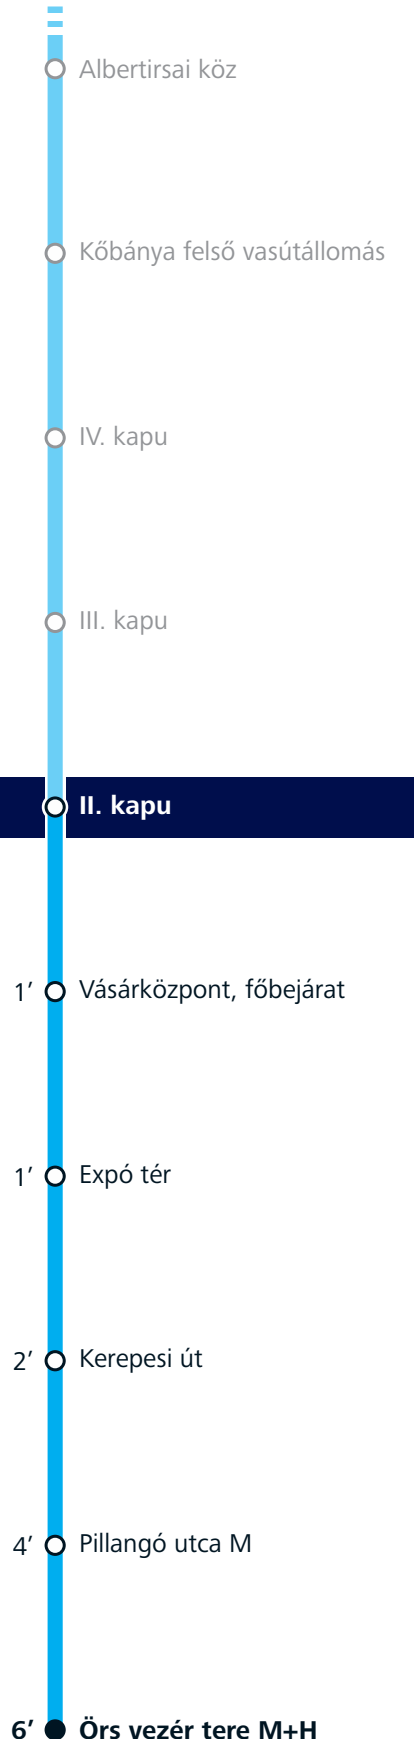 Albertirsai köz
Kőbánya felső vasútállomás
IV. kapu
III. kapu
II. kapu
1’ Vásárközpont, főbejárat
1’ Expó tér
2’ Kerepesi út
4’ Pillangó utca M
6’ Örs vezér tere M+H